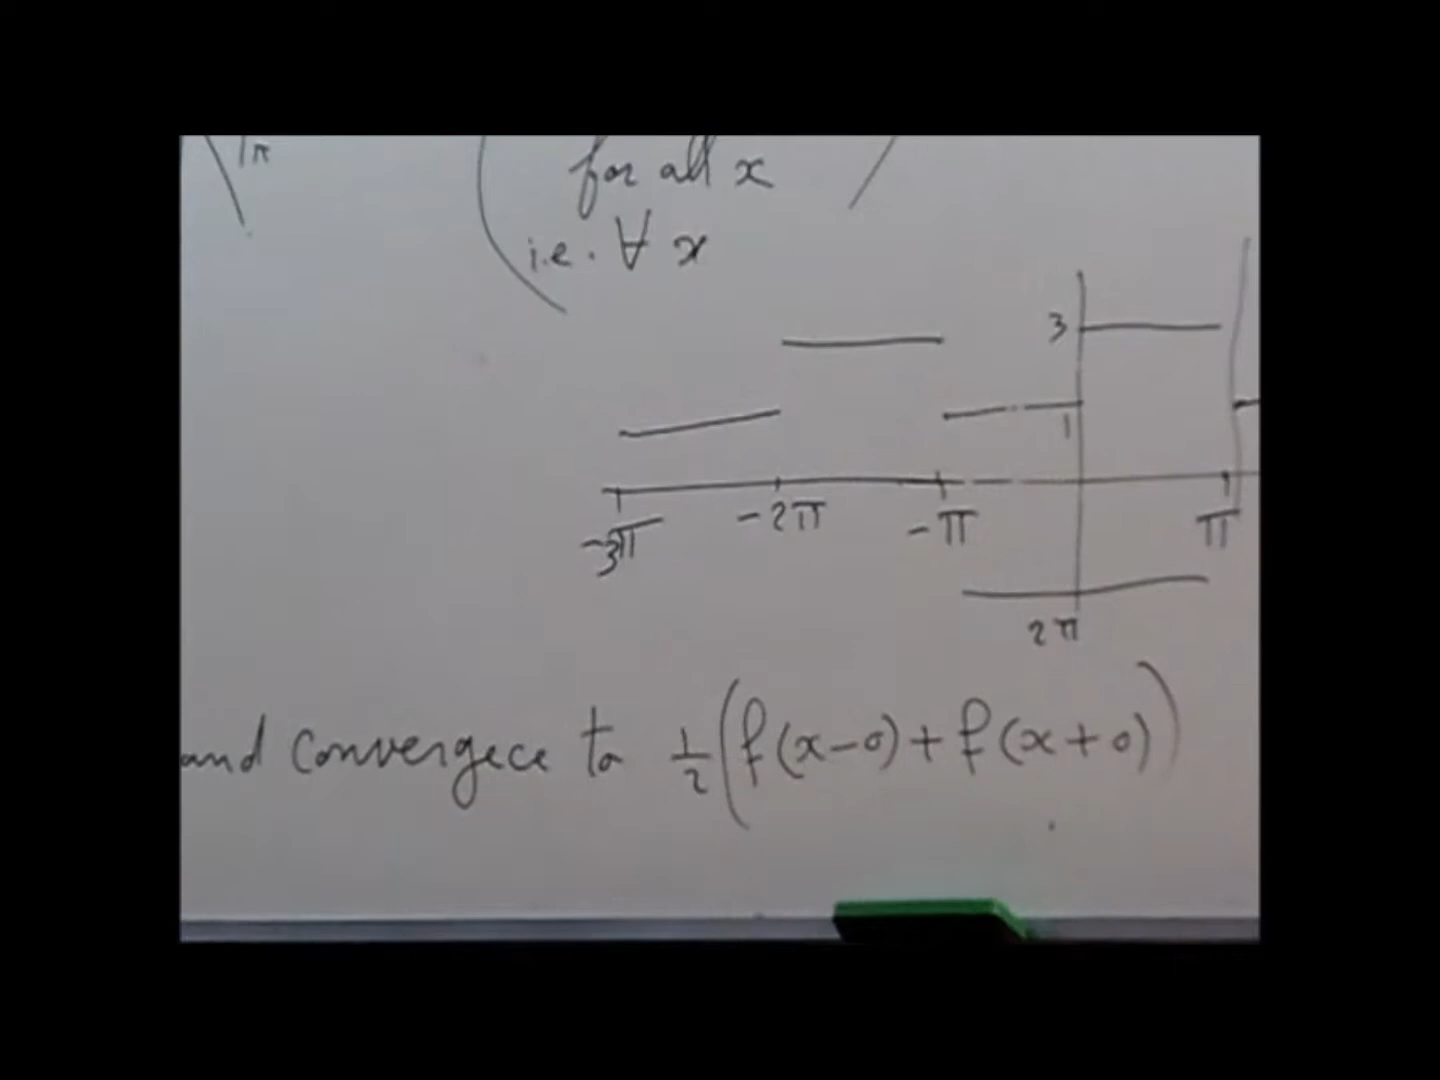 π
for all x
i.e. ∀ x
3
1
-3π -2π -π π
2π
and convergece to 1/2 (f(x-0)+f(x+0))